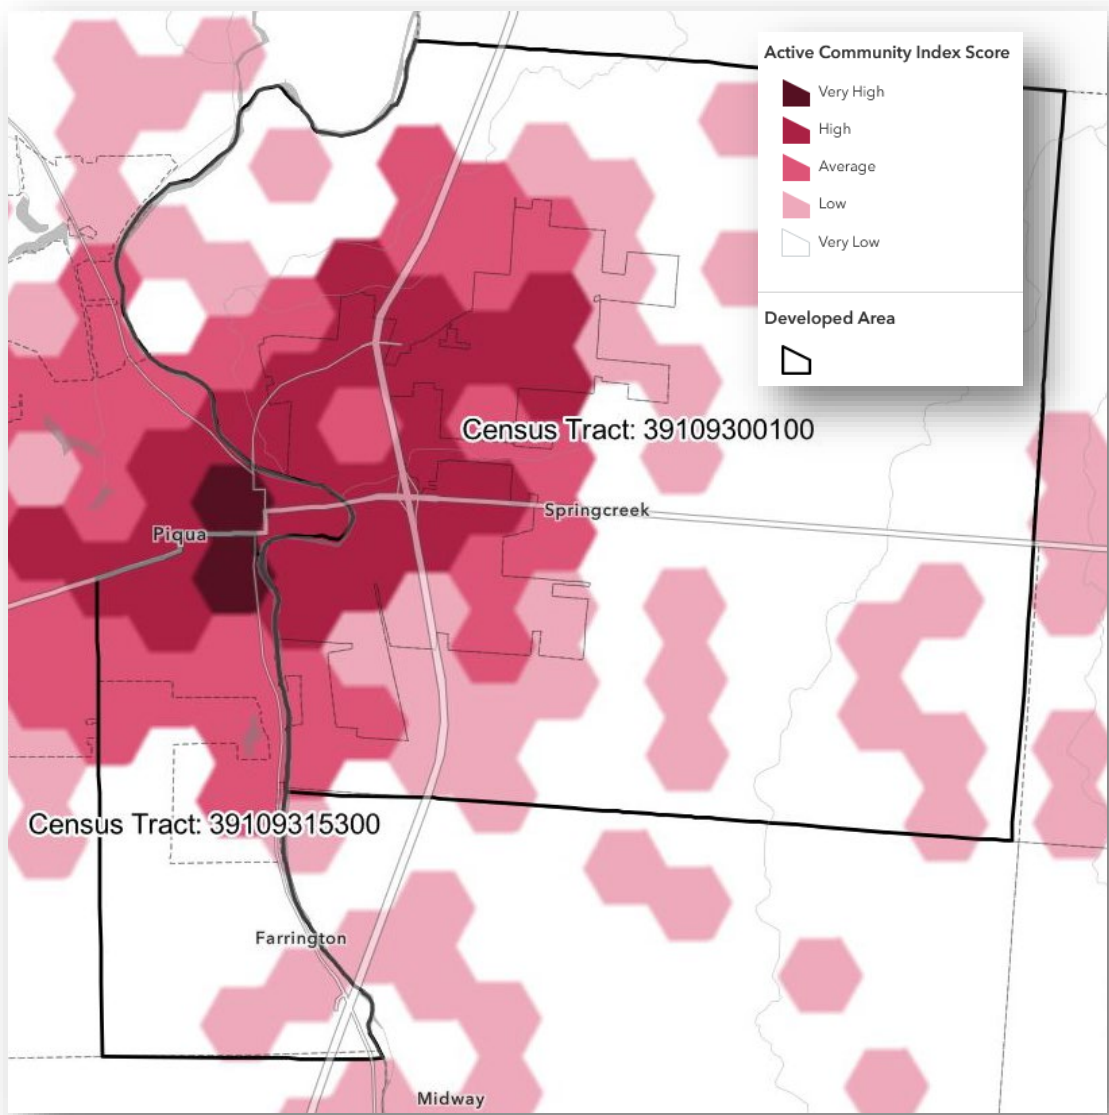 Active Community Index Score
Very High
High
Average
Low
Very Low
Developed Area
Census Tract: 39109300100
Springcreek
Piqua
Census Tract: 39109315300
Farrington
Midway